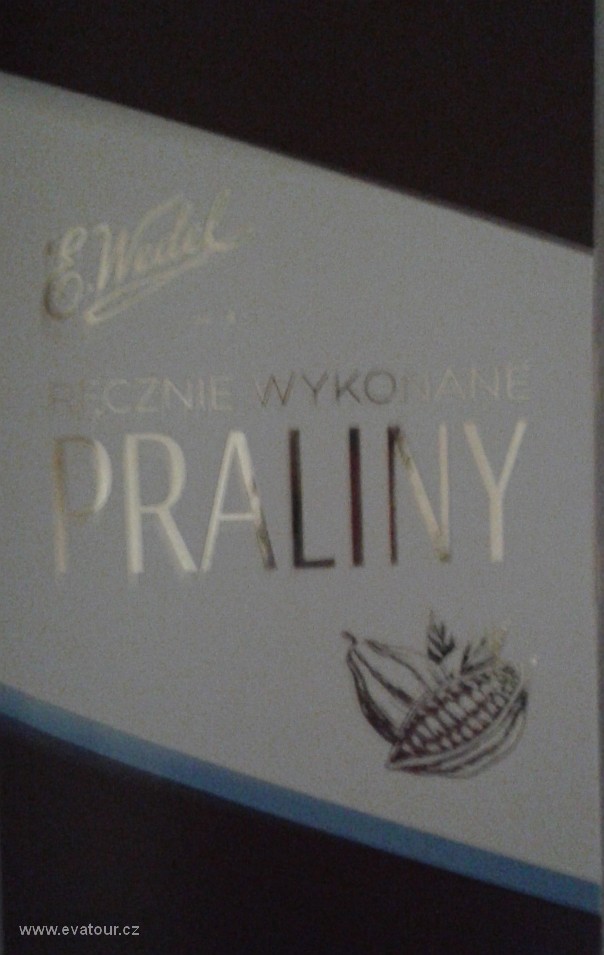 E. Wedel
RĘCZNIE WYKONANE
PRALINY
www.evatour.cz